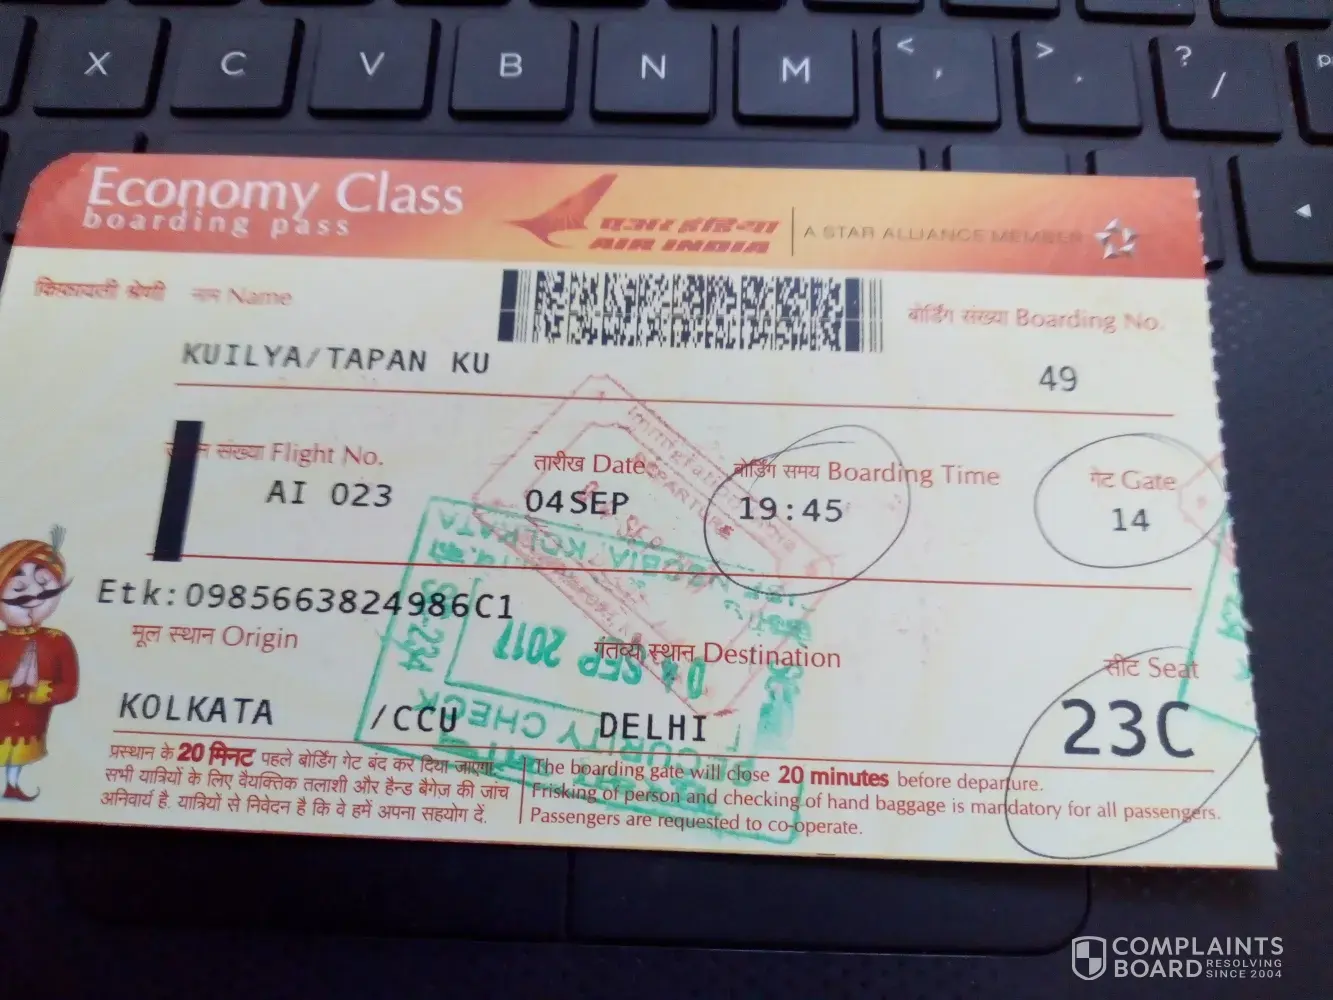 X C V B N M < , > . ? /
Economy Class
boarding pass
एअर इंडिया
AIR INDIA
A STAR ALLIANCE MEMBER
किफ़ायती श्रेणी नाम Name
बोर्डिंग संख्या Boarding No.
KUILYA/TAPAN KU
49
संख्या Flight No.
तारीख Date
बोर्डिंग समय Boarding Time
गेट Gate
AI 023
04SEP
19:45
14
Etk:0985663824986C1
मूल स्थान Origin
गंतव्य स्थान Destination
सीट Seat
KOLKATA /CCU
DELHI
23C
प्रस्थान के 20 मिनट पहले बोर्डिंग गेट बंद कर दिया जाएगा.
सभी यात्रियों के लिए वैयक्तिक तलाशी और हैन्ड बैगेज की जांच
अनिवार्य है. यात्रियों से निवेदन है कि वे हमें अपना सहयोग दें.
The boarding gate will close 20 minutes before departure.
Frisking of person and checking of hand baggage is mandatory for all passengers.
Passengers are requested to co-operate.
Immigration
DEPARTURE
KOLKATA
04 SEP 2017
SECURITY CHECK
COMPLAINTS
BOARD RESOLVING
SINCE 2004